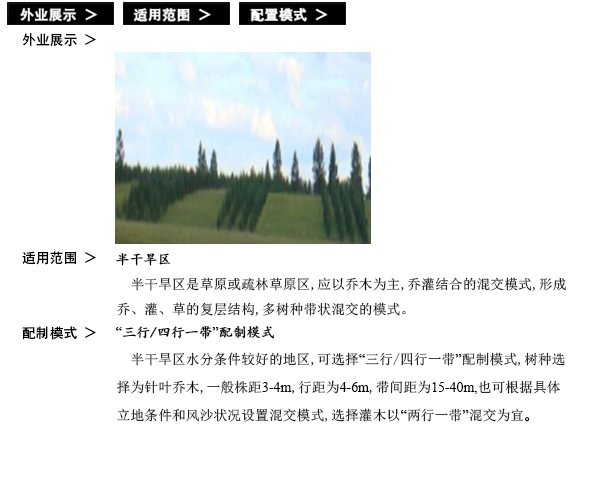 外业展示 > 适用范围 > 配置模式 >
外业展示 >
适用范围 > 半干旱区
半干旱区是草原或疏林草原区,应以乔木为主,乔灌结合的混交模式,形成
乔、灌、草的复层结构,多树种带状混交的模式。
配制模式 > “三行/四行一带”配制模式
半干旱区水分条件较好的地区,可选择“三行/四行一带”配制模式,树种选
择为针叶乔木,一般株距3-4m,行距为4-6m,带间距为15-40m,也可根据具体
立地条件和风沙状况设置混交模式,选择灌木以“两行一带”混交为宜。